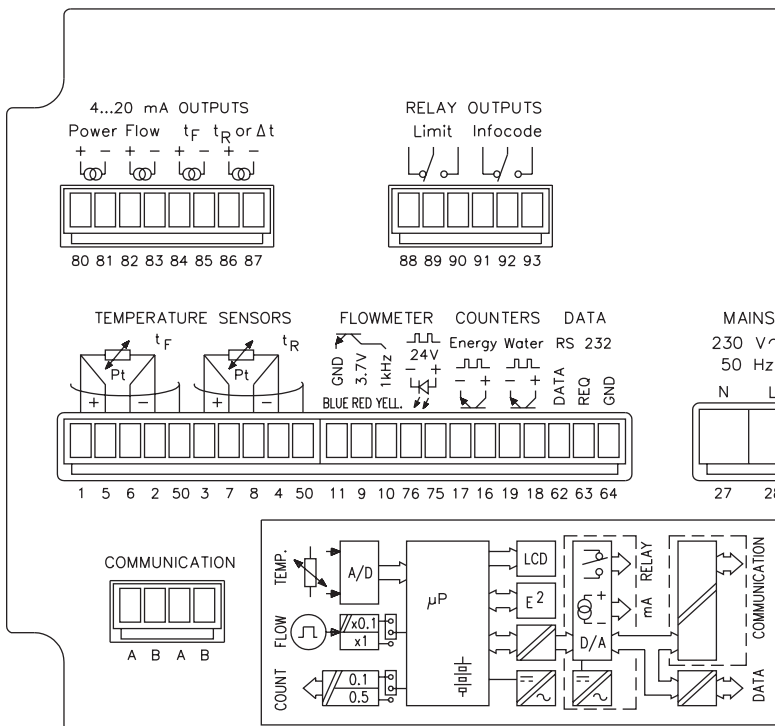 4...20 mA OUTPUTS
Power Flow tF tR or Δt
+ − + − + − + −
80 81 82 83 84 85 86 87
RELAY OUTPUTS
Limit Infocode
88 89 90 91 92 93
TEMPERATURE SENSORS
tF tR
Pt Pt
+ − + −
FLOWMETER
GND 3.7V 1kHz
24V
− +
BLUE RED YELL.
COUNTERS
Energy Water
− + − +
DATA
RS 232
DATA REQ GND
1 5 6 2 50 3 7 8 4 50 11 9 10 76 75 17 16 19 18 62 63 64
MAINS
230 V~
50 Hz
N L
27 28
COMMUNICATION
A B A B
TEMP.
A/D
FLOW
x0.1
x1
COUNT
0.1
0.5
µP
LCD
E2
RELAY
+
−
mA
D/A
COMMUNICATION
DATA